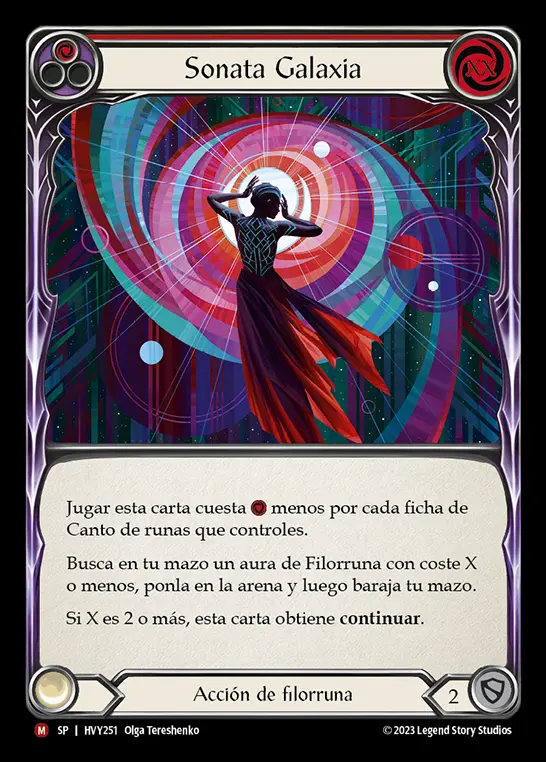 XX
Sonata Galaxia
Jugar esta carta cuesta menos por cada ficha de
Canto de runas que controles.
Busca en tu mazo un aura de Filorruna con coste X
o menos, ponla en la arena y luego baraja tu mazo.
Si X es 2 o más, esta carta obtiene continuar.
Acción de filorruna
2
M SP | HVY251 Olga Tereshenko
© 2023 Legend Story Studios